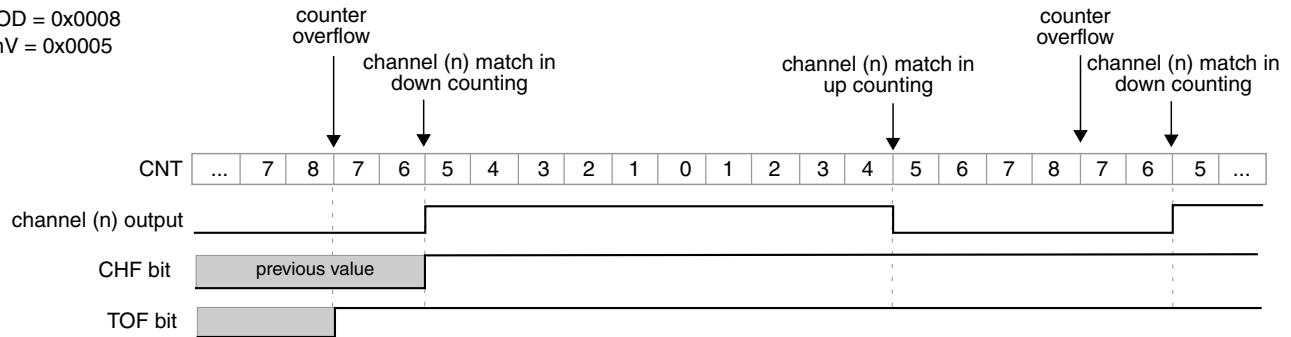 OD = 0x0008
nV = 0x0005
counter
overflow
channel (n) match in
down counting
channel (n) match in
up counting
counter
overflow
channel (n) match in
down counting
CNT ... 7 8 7 6 5 4 3 2 1 0 1 2 3 4 5 6 7 8 7 6 5 ...
channel (n) output
CHF bit previous value
TOF bit